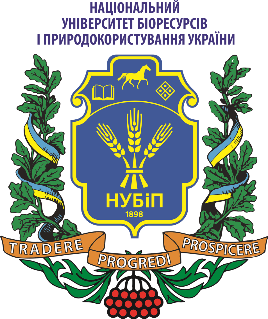 НАЦІОНАЛЬНИЙ
УНІВЕРСИТЕТ БІОРЕСУРСІВ
І ПРИРОДОКОРИСТУВАННЯ УКРАЇНИ
НУБіП
1898
TRADERE
PROGREDI
PROSPICERE